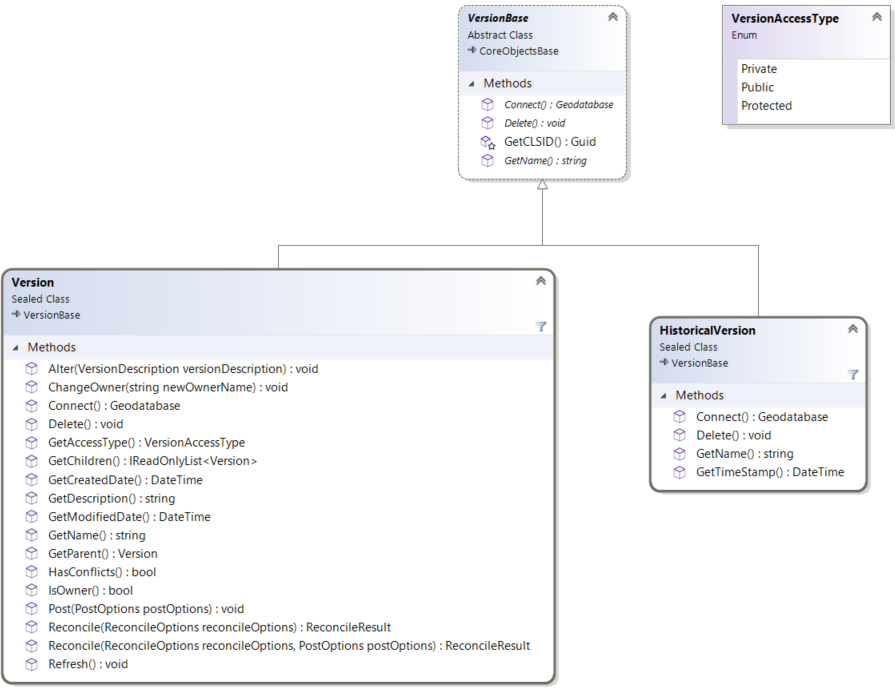 VersionBase
Abstract Class
CoreObjectsBase
Methods
Connect() : Geodatabase
Delete() : void
GetCLSID() : Guid
GetName() : string
VersionAccessType
Enum
Private
Public
Protected
Version
Sealed Class
VersionBase
Methods
Alter(VersionDescription versionDescription) : void
ChangeOwner(string newOwnerName) : void
Connect() : Geodatabase
Delete() : void
GetAccessType() : VersionAccessType
GetChildren() : IReadOnlyList<Version>
GetCreatedDate() : DateTime
GetDescription() : string
GetModifiedDate() : DateTime
GetName() : string
GetParent() : Version
HasConflicts() : bool
IsOwner() : bool
Post(PostOptions postOptions) : void
Reconcile(ReconcileOptions reconcileOptions) : ReconcileResult
Reconcile(ReconcileOptions reconcileOptions, PostOptions postOptions) : ReconcileResult
Refresh() : void
HistoricalVersion
Sealed Class
VersionBase
Methods
Connect() : Geodatabase
Delete() : void
GetName() : string
GetTimeStamp() : DateTime